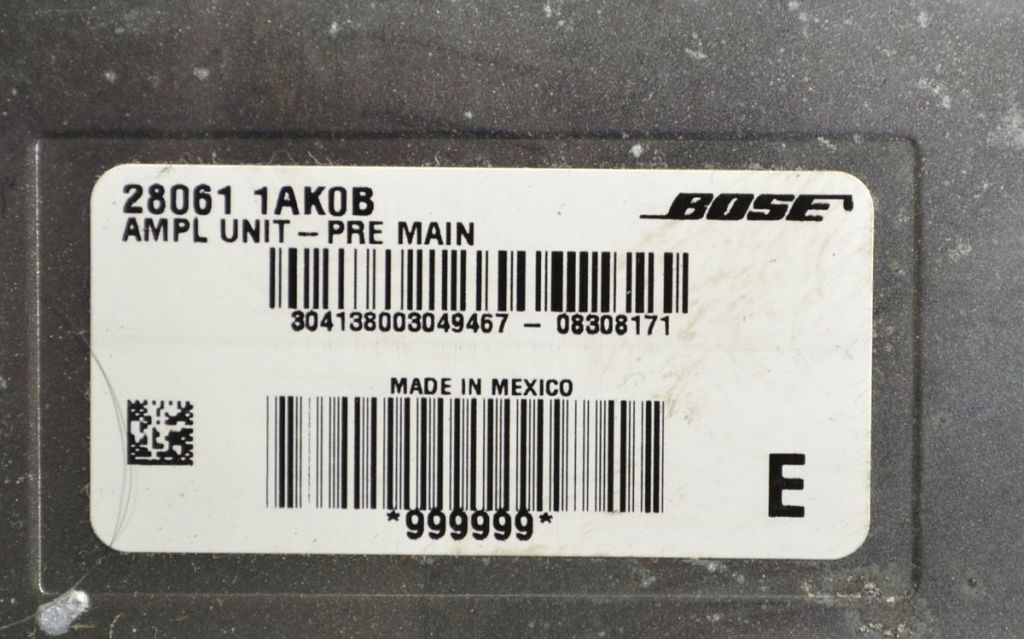 28061 1AK0B
BOSE
AMPL UNIT – PRE MAIN
304138003049467 – 08308171
MADE IN MEXICO
E
*999999*